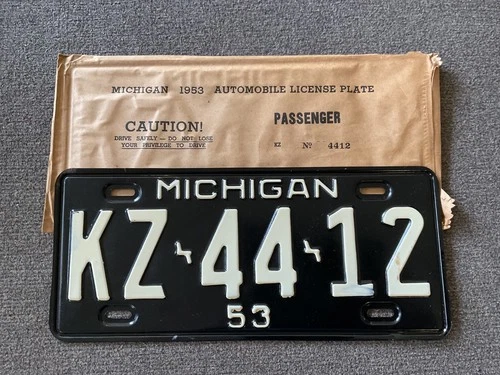 MICHIGAN 1953 AUTOMOBILE LICENSE PLATE
CAUTION!
DRIVE SAFELY — DO NOT LOSE
YOUR PRIVILEGE TO DRIVE
PASSENGER
KZ Nº 4412
MICHIGAN
KZ-44-12
53